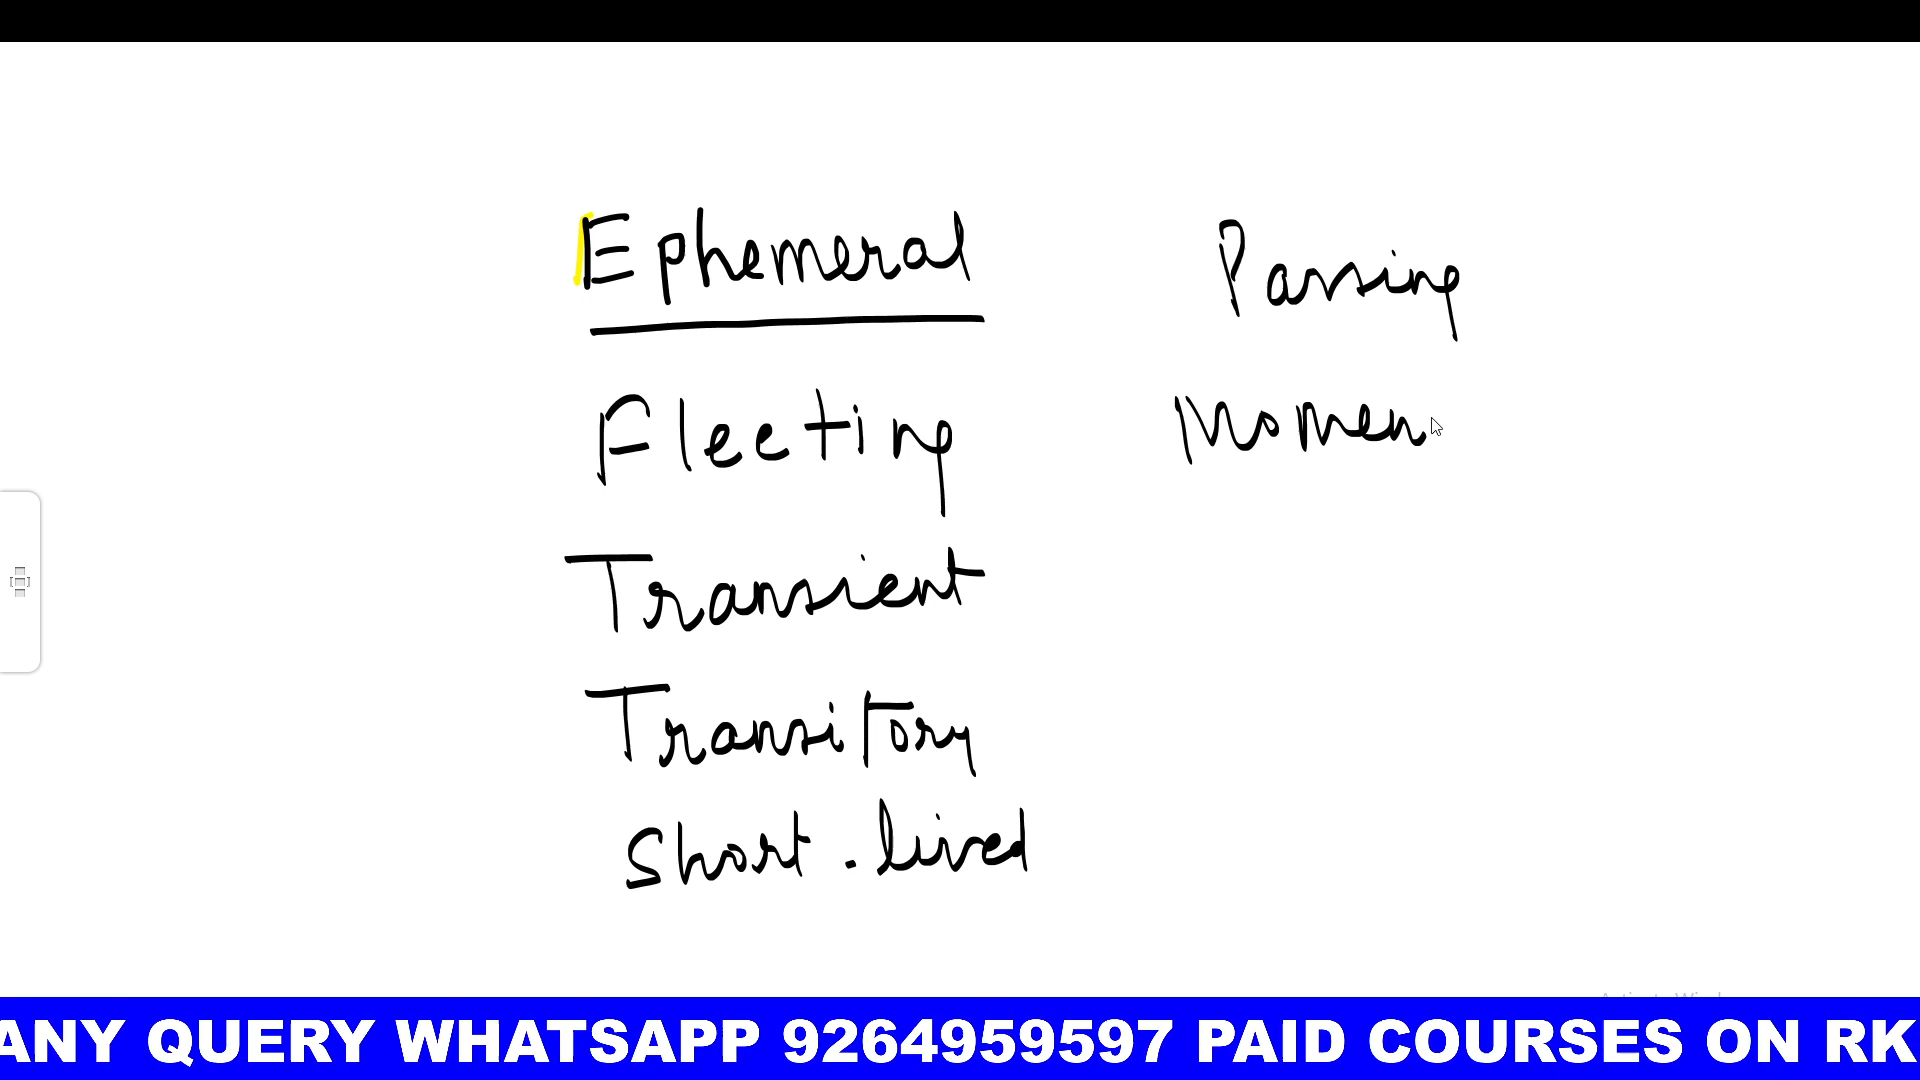 Ephemeral
Fleeting
Transient
Transitory
Short-lived
Passing
Momen
ANY QUERY WHATSAPP 9264959597 PAID COURSES ON RK